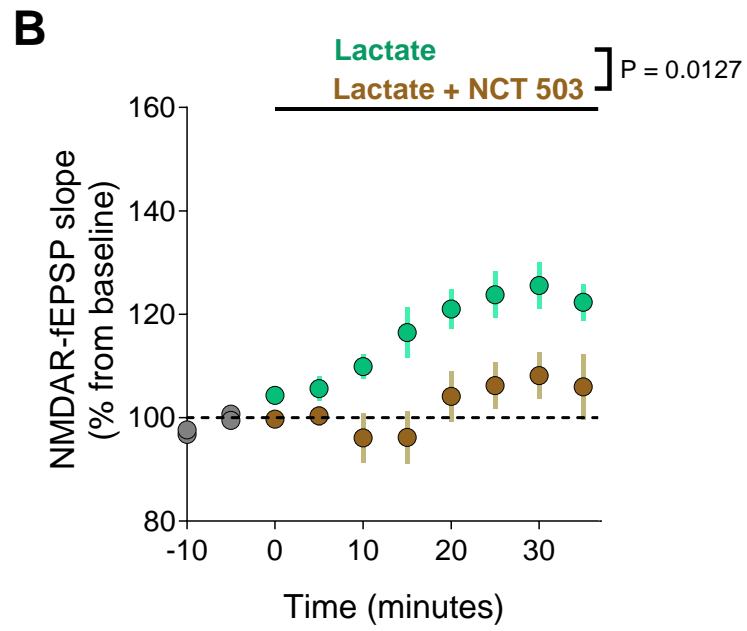 B
Lactate
Lactate + NCT 503
P = 0.0127
NMDAR-fEPSP slope
(% from baseline)
160
140
120
100
80
-10
0
10
20
30
Time (minutes)